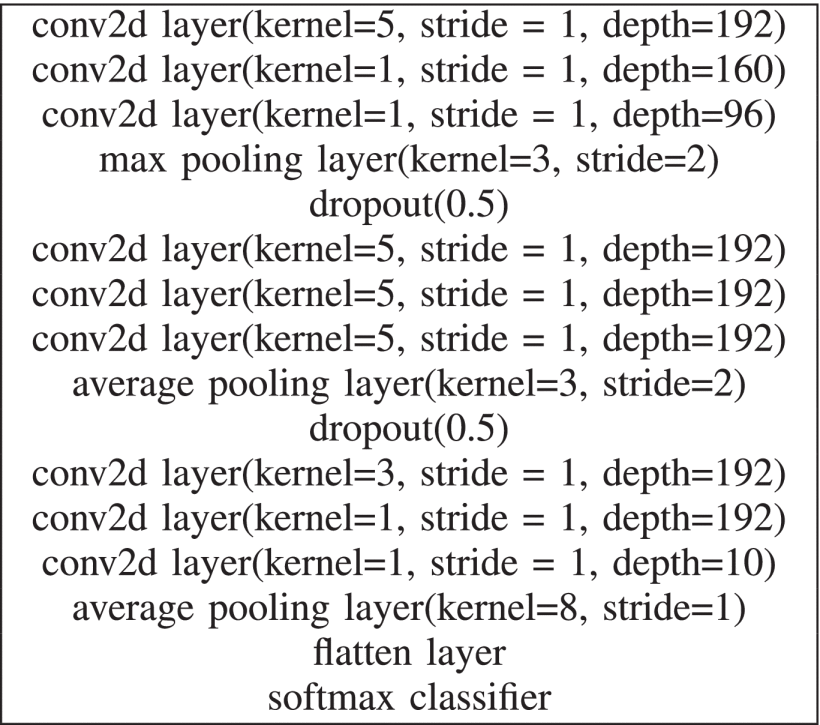 conv2d layer(kernel=5, stride = 1, depth=192)
conv2d layer(kernel=1, stride = 1, depth=160)
conv2d layer(kernel=1, stride = 1, depth=96)
max pooling layer(kernel=3, stride=2)
dropout(0.5)
conv2d layer(kernel=5, stride = 1, depth=192)
conv2d layer(kernel=5, stride = 1, depth=192)
conv2d layer(kernel=5, stride = 1, depth=192)
average pooling layer(kernel=3, stride=2)
dropout(0.5)
conv2d layer(kernel=3, stride = 1, depth=192)
conv2d layer(kernel=1, stride = 1, depth=192)
conv2d layer(kernel=1, stride = 1, depth=10)
average pooling layer(kernel=8, stride=1)
flatten layer
softmax classifier